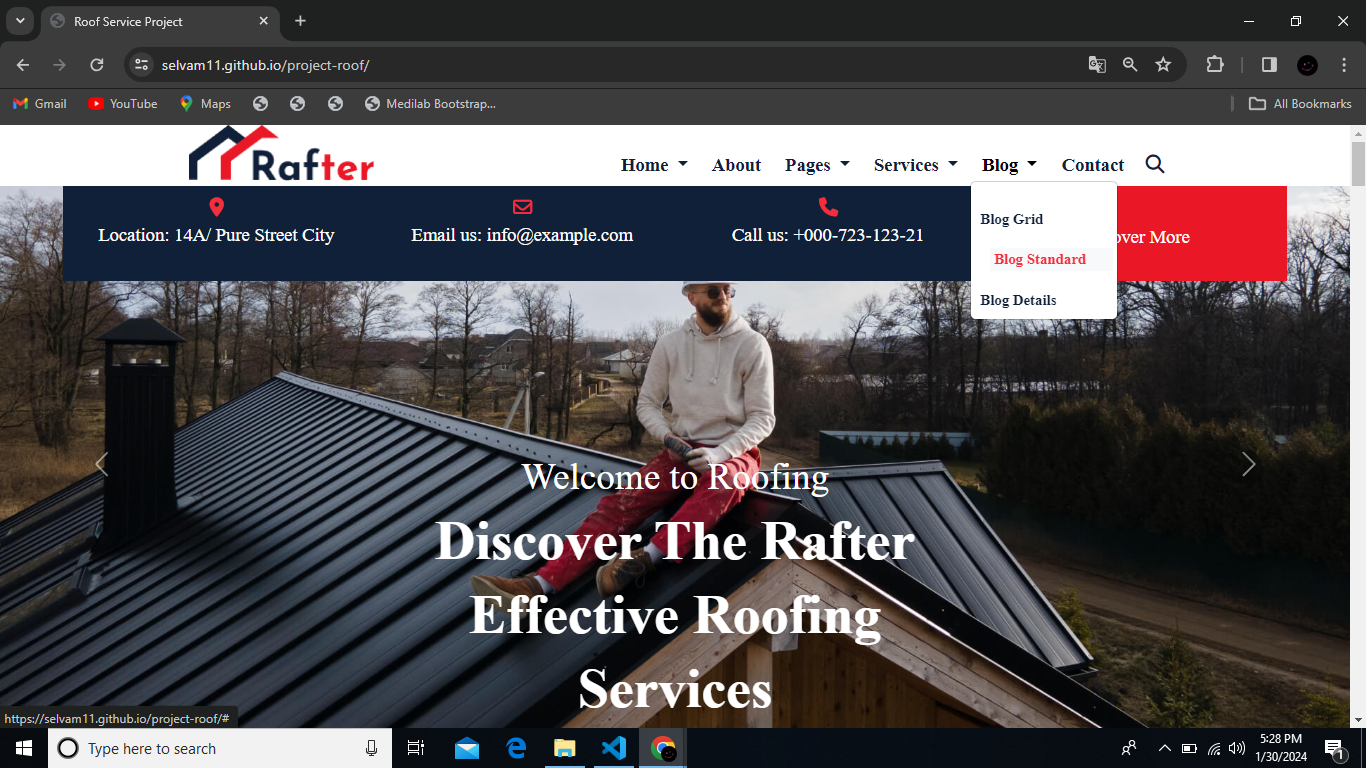 Roof Service Project
selvam11.github.io/project-roof/
Gmail
YouTube
Maps
Medilab Bootstrap...
All Bookmarks
Rafter
Home
About
Pages
Services
Blog
Contact
Location: 14A/ Pure Street City
Email us: info@example.com
Call us: +000-723-123-21
over More
Blog Grid
Blog Standard
Blog Details
Welcome to Roofing
Discover The Rafter
Effective Roofing
Services
https://selvam11.github.io/project-roof/#
Type here to search
5:28 PM
1/30/2024
1